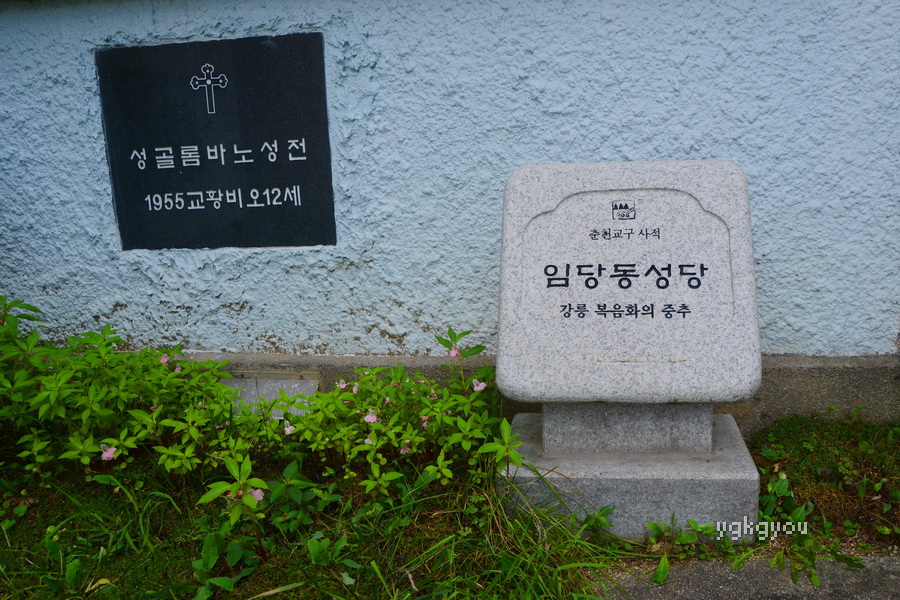 성골롬바노성전
1955교황비오12세
춘천교구 사적
임당동성당
강릉 복음화의 중추
ygkgyou